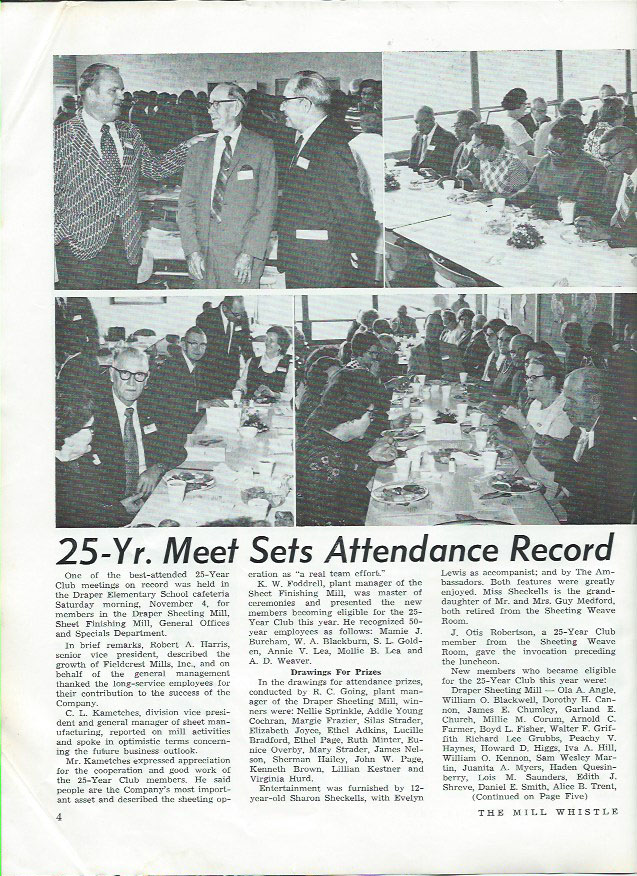 25-Yr. Meet Sets Attendance Record
One of the best-attended 25-Year
Club meetings on record was held in
the Draper Elementary School cafeteria
Saturday morning, November 4, for
members in the Draper Sheeting Mill,
Sheet Finishing Mill, General Offices
and Specials Department.
In brief remarks, Robert A. Harris,
senior vice president, described the
growth of Fieldcrest Mills, Inc., and on
behalf of the general management
thanked the long-service employees for
their contribution to the success of the
Company.
C. L. Kametches, division vice presi-
dent and general manager of sheet man-
ufacturing, reported on mill activities
and spoke in optimistic terms concern-
ing the future business outlook.
Mr. Kametches expressed appreciation
for the cooperation and good work of
the 25-Year Club members. He said
people are the Company's most import-
ant asset and described the sheeting op-
eration as "a real team effort."
K. W. Foddrell, plant manager of the
Sheet Finishing Mill, was master of
ceremonies and presented the new
members becoming eligible for the 25-
Year Club this year. He recognized 50-
year employees as follows: Mamie J.
Burcham, W. A. Blackburn, S. L. Gold-
en, Annie V. Lea, Mollie B. Lea and
A. D. Weaver.
Drawings For Prizes
In the drawings for attendance prizes,
conducted by R. C. Going, plant man-
ager of the Draper Sheeting Mill, win-
ners were: Nellie Sprinkle, Addie Young
Cochran, Margie Frazier, Silas Strader,
Elizabeth Joyce, Ethel Adkins, Lucille
Bradford, Ethel Page, Ruth Minter, Eu-
nice Overby, Mary Strader, James Nel-
son, Sherman Hailey, John W. Page,
Kenneth Brown, Lillian Kestner and
Virginia Hurd.
Entertainment was furnished by 12-
year-old Sharon Sheckells, with Evelyn
Lewis as accompanist; and by The Am-
bassadors. Both features were greatly
enjoyed. Miss Sheckells is the grand-
daughter of Mr. and Mrs. Guy Medford,
both retired from the Sheeting Weave
Room.
J. Otis Robertson, a 25-Year Club
member from the Sheeting Weave
Room, gave the invocation preceding
the luncheon.
New members who became eligible
for the 25-Year Club this year were:
Draper Sheeting Mill — Ola A. Angle,
William O. Blackwell, Dorothy H. Can-
non, James E. Chumley, Garland E.
Church, Millie M. Corum, Arnold C.
Farmer, Boyd L. Fisher, Walter F. Grif-
fith Richard Lee Grubbs, Peachy V.
Haynes, Howard D. Higgs, Iva A. Hill,
William O. Kennon, Sam Wesley Mar-
tin, Juanita A. Myers, Haden Quesin-
berry, Lois M. Saunders, Edith J.
Shreve, Daniel E. Smith, Alice B. Trent,
(Continued on Page Five)
4
THE MILL WHISTLE